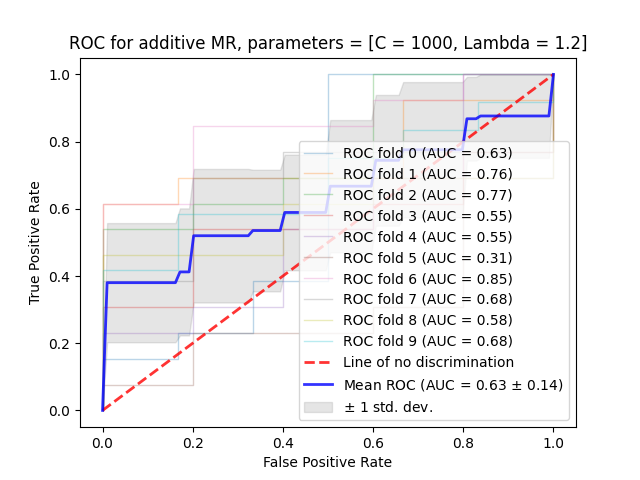 ROC for additive MR, parameters = [C = 1000, Lambda = 1.2]
1.0
0.8
0.6
0.4
0.2
0.0
True Positive Rate
ROC fold 0 (AUC = 0.63)
ROC fold 1 (AUC = 0.76)
ROC fold 2 (AUC = 0.77)
ROC fold 3 (AUC = 0.55)
ROC fold 4 (AUC = 0.55)
ROC fold 5 (AUC = 0.31)
ROC fold 6 (AUC = 0.85)
ROC fold 7 (AUC = 0.68)
ROC fold 8 (AUC = 0.58)
ROC fold 9 (AUC = 0.68)
Line of no discrimination
Mean ROC (AUC = 0.63 ± 0.14)
± 1 std. dev.
0.0 0.2 0.4 0.6 0.8 1.0
False Positive Rate